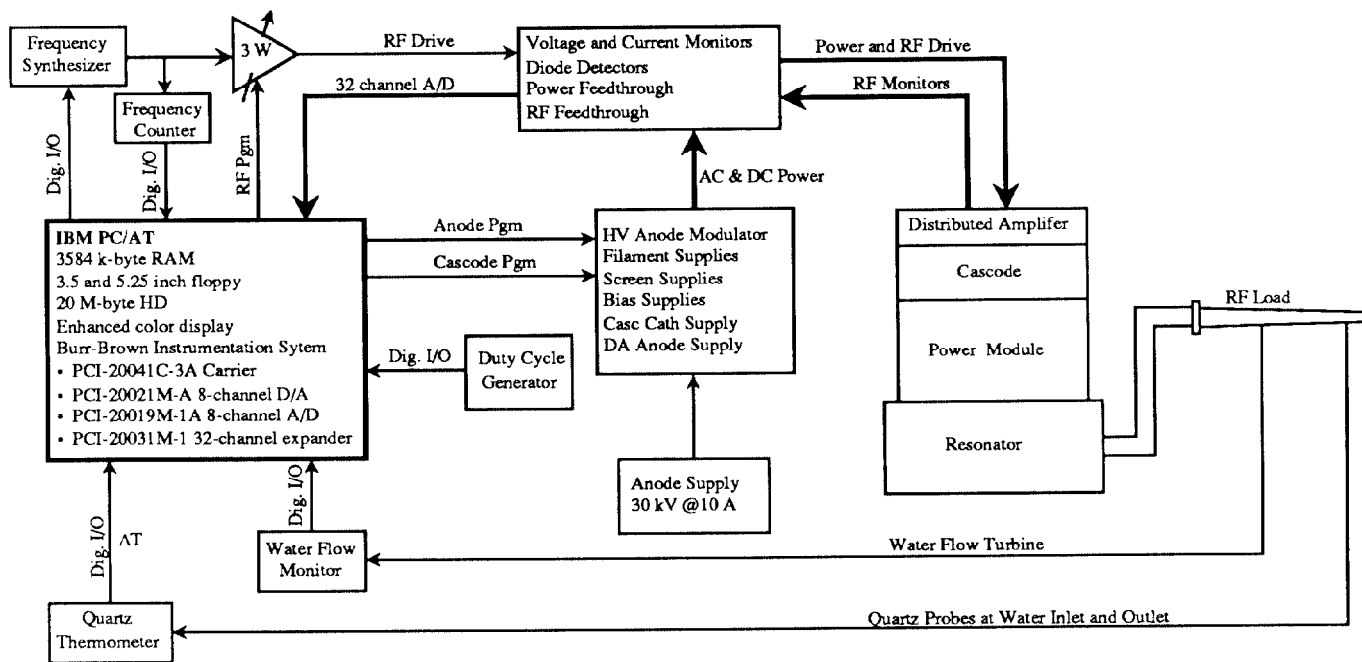 Frequency
Synthesizer
3 W
RF Drive
Voltage and Current Monitors
Diode Detectors
Power Feedthrough
RF Feedthrough
Power and RF Drive
RF Monitors
32 channel A/D
Frequency
Counter
Dig. I/O
Dig. I/O
RF Pgm
AC & DC Power
IBM PC/AT
3584 k-byte RAM
3.5 and 5.25 inch floppy
20 M-byte HD
Enhanced color display
Burr-Brown Instrumentation Sytem
• PCI-20041C-3A Carrier
• PCI-20021M-A 8-channel D/A
• PCI-20019M-1A 8-channel A/D
• PCI-20031M-1 32-channel expander
Anode Pgm
Cascode Pgm
HV Anode Modulator
Filament Supplies
Screen Supplies
Bias Supplies
Casc Cath Supply
DA Anode Supply
Distributed Amplifer
Cascode
Power Module
Resonator
RF Load
Dig. I/O
Duty Cycle
Generator
Anode Supply
30 kV @10 A
Dig. I/O
ΔT
Dig. I/O
Water Flow
Monitor
Water Flow Turbine
Quartz
Thermometer
Quartz Probes at Water Inlet and Outlet